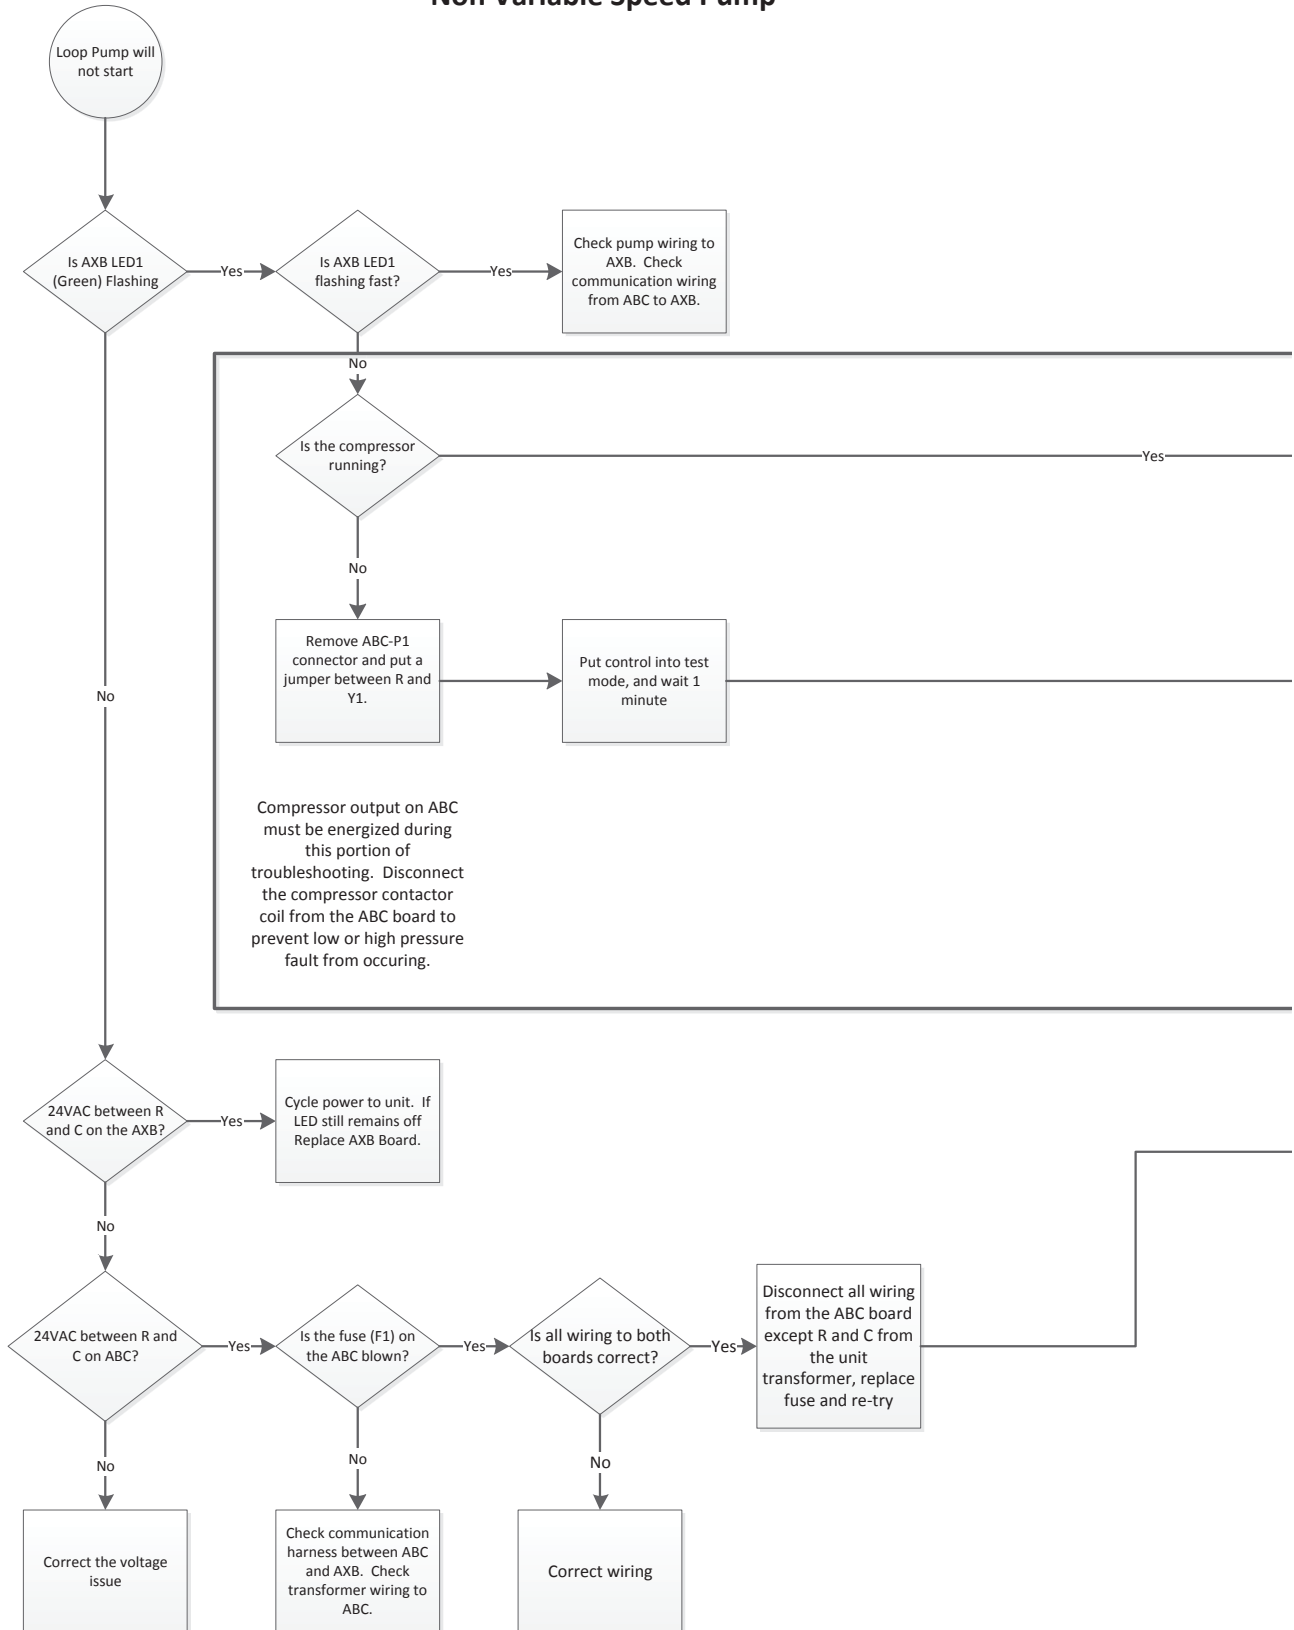 Non Variable Speed Pump
Loop Pump will
not start
Is AXB LED1
(Green) Flashing
Yes
Is AXB LED1
flashing fast?
Yes
Check pump wiring to
AXB. Check
communication wiring
from ABC to AXB.
No
Is the compressor
running?
Yes
No
Remove ABC-P1
connector and put a
jumper between R and
Y1.
Put control into test
mode, and wait 1
minute
No
Compressor output on ABC
must be energized during
this portion of
troubleshooting. Disconnect
the compressor contactor
coil from the ABC board to
prevent low or high pressure
fault from occuring.
24VAC between R
and C on the AXB?
Yes
Cycle power to unit. If
LED still remains off
Replace AXB Board.
No
24VAC between R and
C on ABC?
Yes
Is the fuse (F1) on
the ABC blown?
Yes
Is all wiring to both
boards correct?
Yes
Disconnect all wiring
from the ABC board
except R and C from
the unit
transformer, replace
fuse and re-try
No
No
No
Correct the voltage
issue
Check communication
harness between ABC
and AXB. Check
transformer wiring to
ABC.
Correct wiring